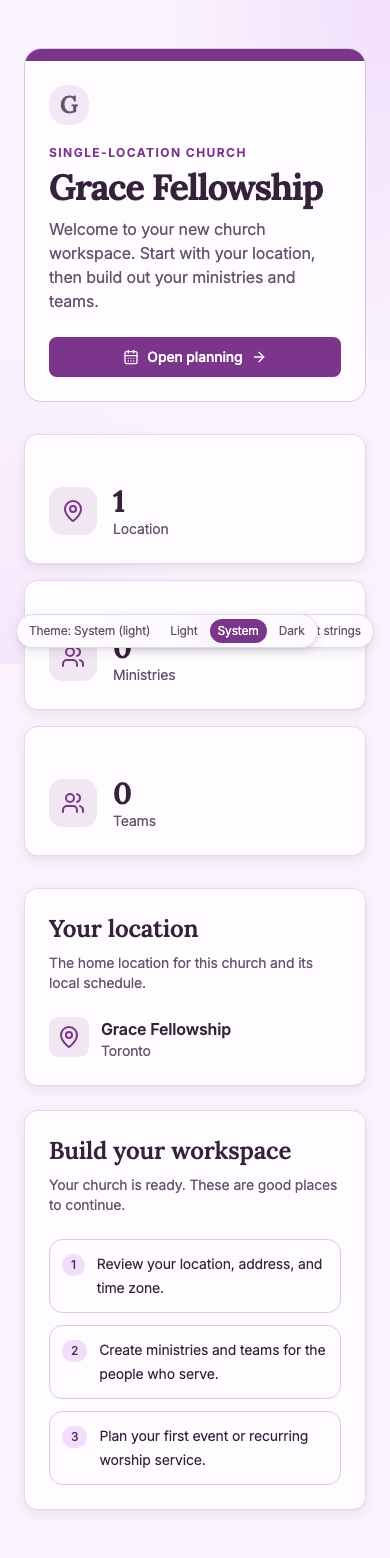 G
SINGLE-LOCATION CHURCH
Grace Fellowship
Welcome to your new church
workspace. Start with your location,
then build out your ministries and
teams.
Open planning
1
Location
Theme: System (light) Light System Dark
strings
0
Ministries
0
Teams
Your location
The home location for this church and its
local schedule.
Grace Fellowship
Toronto
Build your workspace
Your church is ready. These are good places
to continue.
1 Review your location, address, and
time zone.
2 Create ministries and teams for the
people who serve.
3 Plan your first event or recurring
worship service.